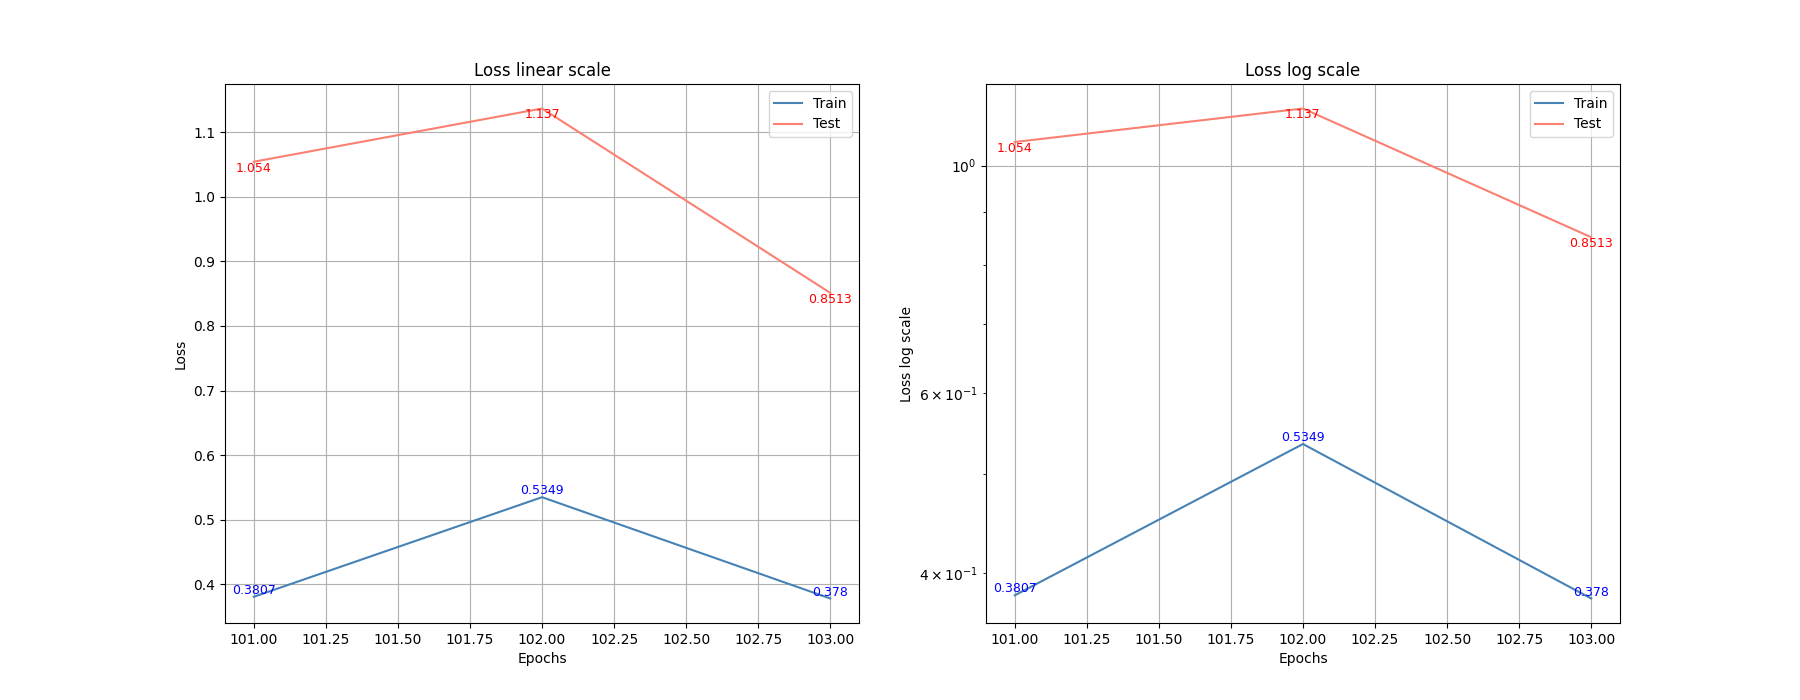 Loss linear scale
Train
Test
1.137
1.054
0.8513
0.5349
0.3807
0.378
1.1
1.0
0.9
0.8
0.7
0.6
0.5
0.4
Loss
101.00 101.25 101.50 101.75 102.00 102.25 102.50 102.75 103.00
Epochs
Loss log scale
Train
Test
1.137
1.054
0.8513
0.5349
0.3807
0.378
10⁰
6 × 10⁻¹
4 × 10⁻¹
Loss log scale
101.00 101.25 101.50 101.75 102.00 102.25 102.50 102.75 103.00
Epochs